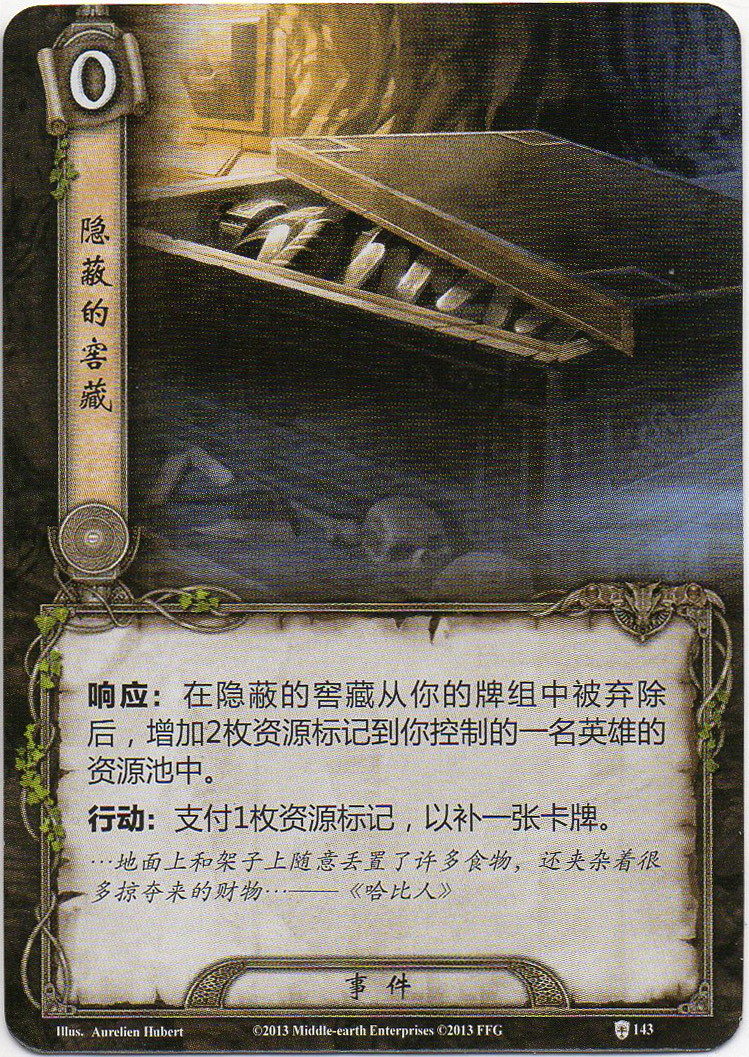 0
隐蔽的窖藏
响应：在隐蔽的窖藏从你的牌组中被弃除
后，增加2枚资源标记到你控制的一名英雄的
资源池中。
行动：支付1枚资源标记，以补一张卡牌。
…地面上和架子上随意丢置了许多食物，还夹杂着很
多掠夺来的财物…——《哈比人》
事件
Illus. Aurelien Hubert
©2013 Middle-earth Enterprises ©2013 FFG
143